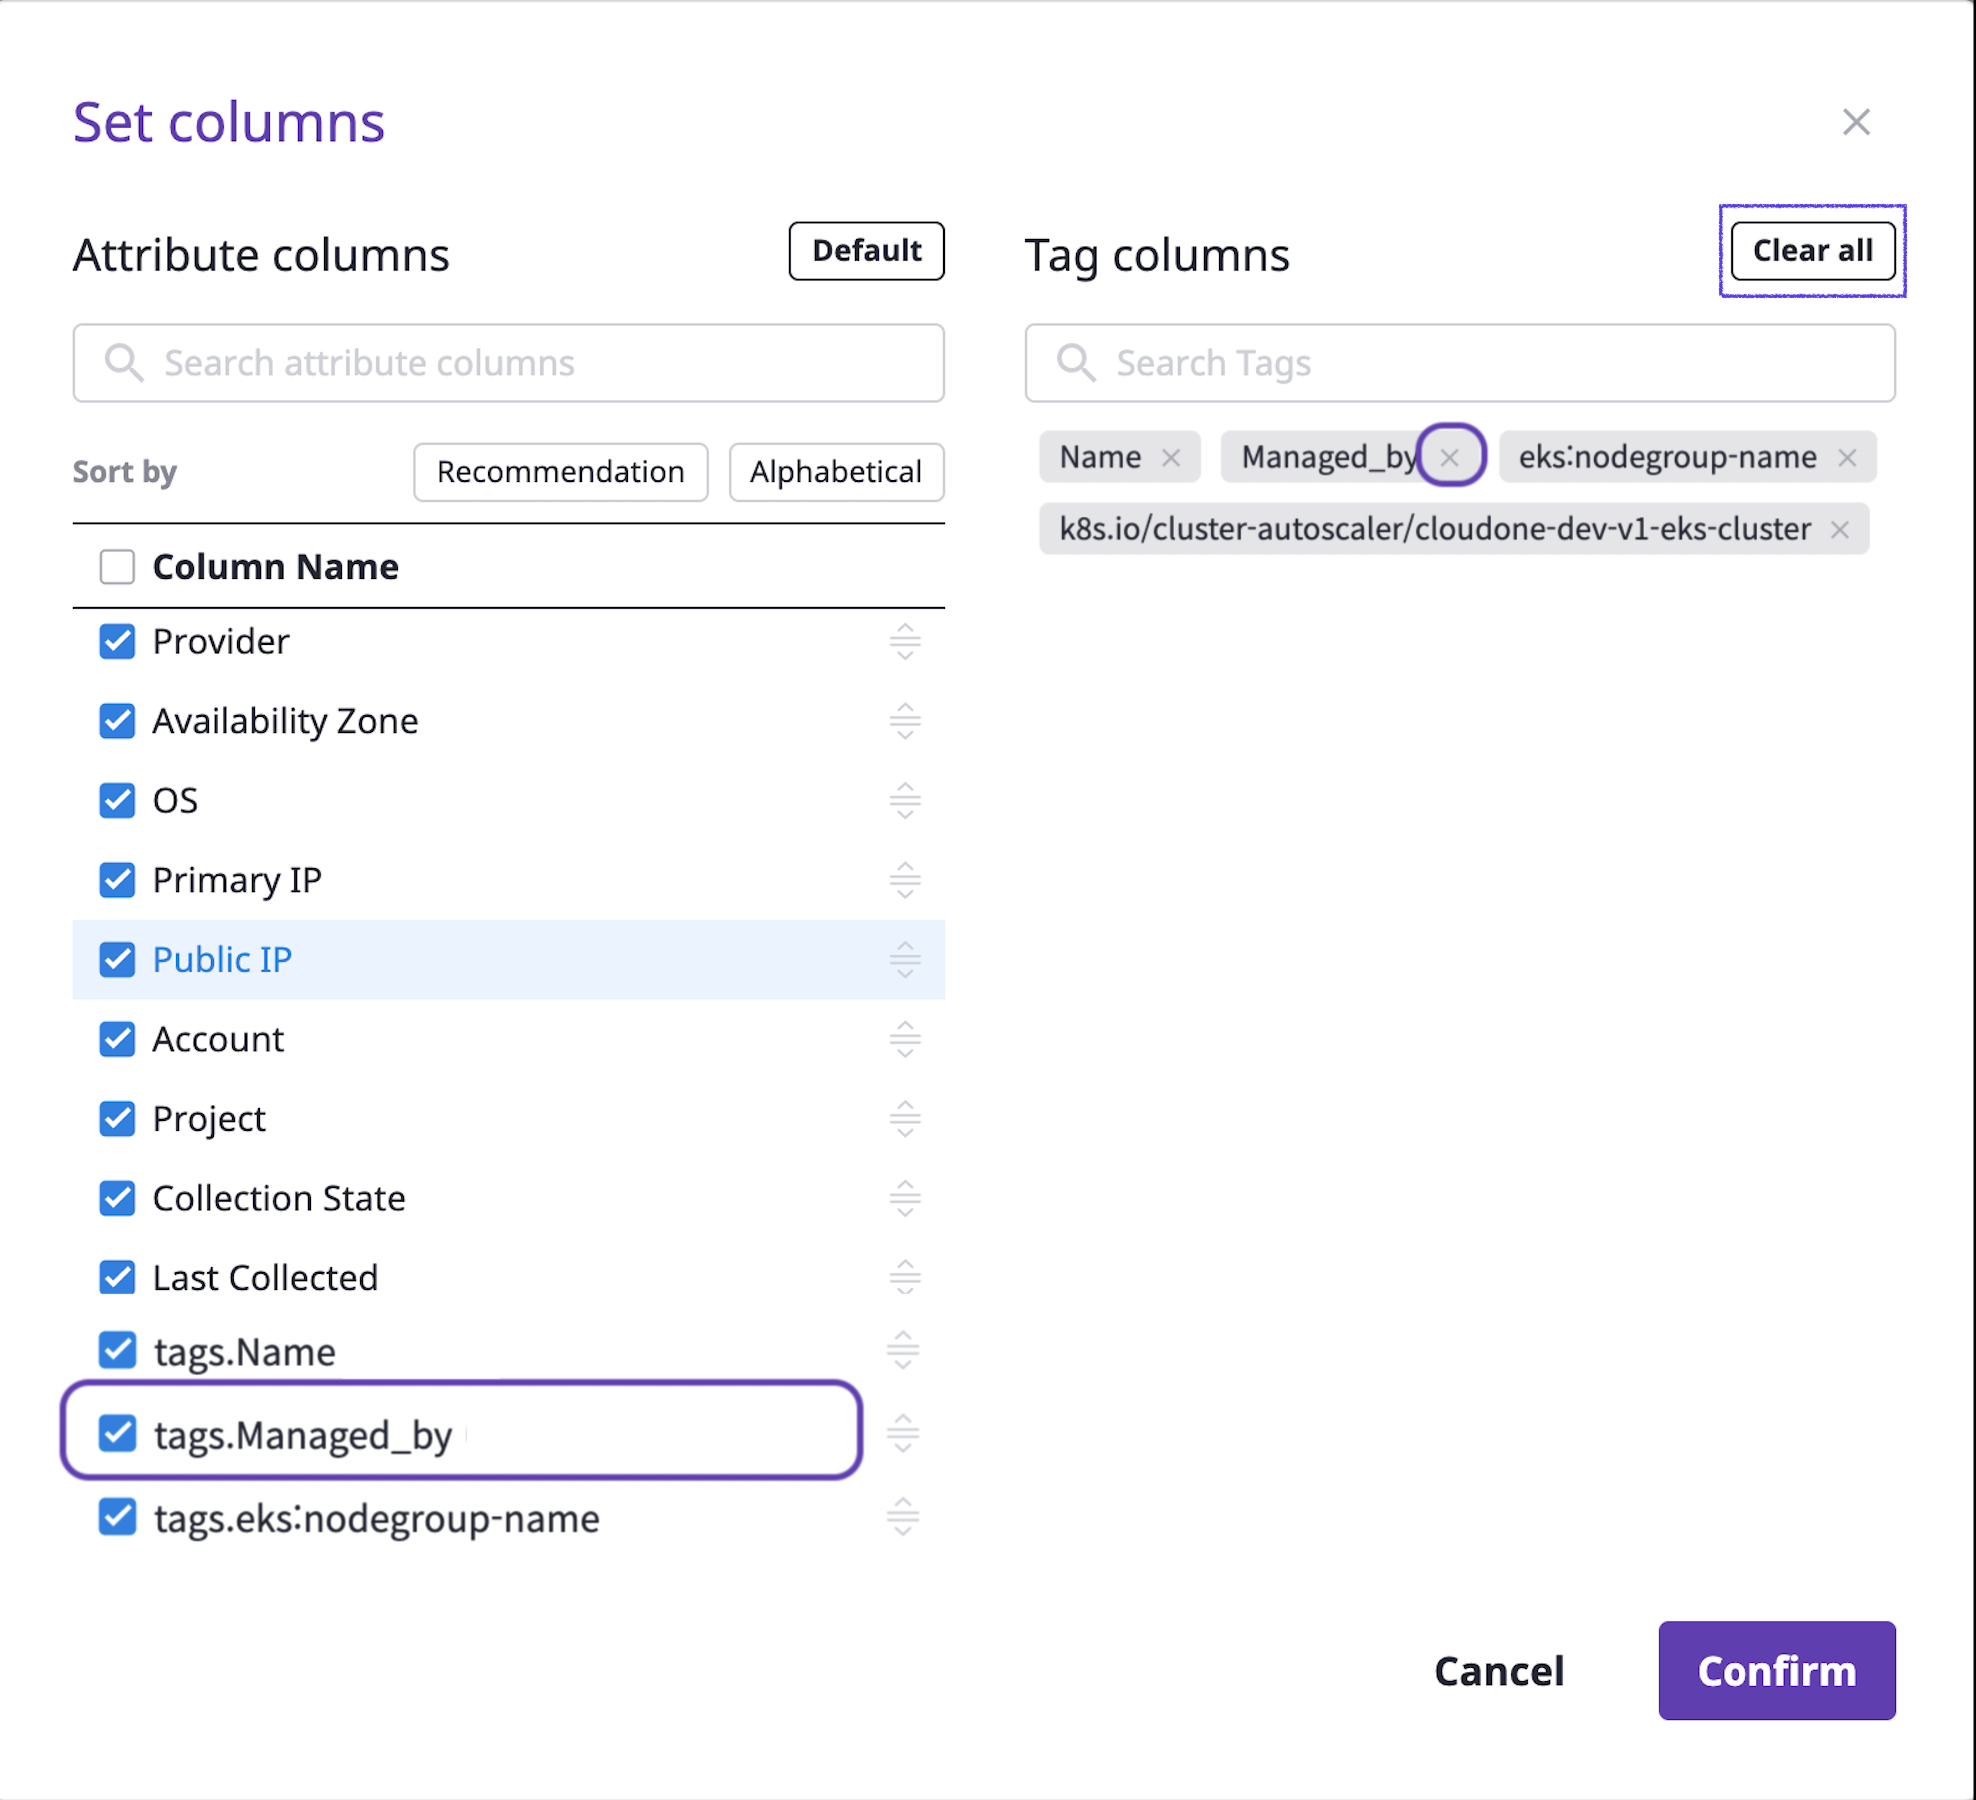 Set columns
Attribute columns
Default
Search attribute columns
Sort by
Recommendation
Alphabetical
Column Name
Provider
Availability Zone
OS
Primary IP
Public IP
Account
Project
Collection State
Last Collected
tags.Name
tags.Managed_by
tags.eks:nodegroup-name
Tag columns
Clear all
Search Tags
Name
Managed_by
eks:nodegroup-name
k8s.io/cluster-autoscaler/cloudone-dev-v1-eks-cluster
Cancel
Confirm